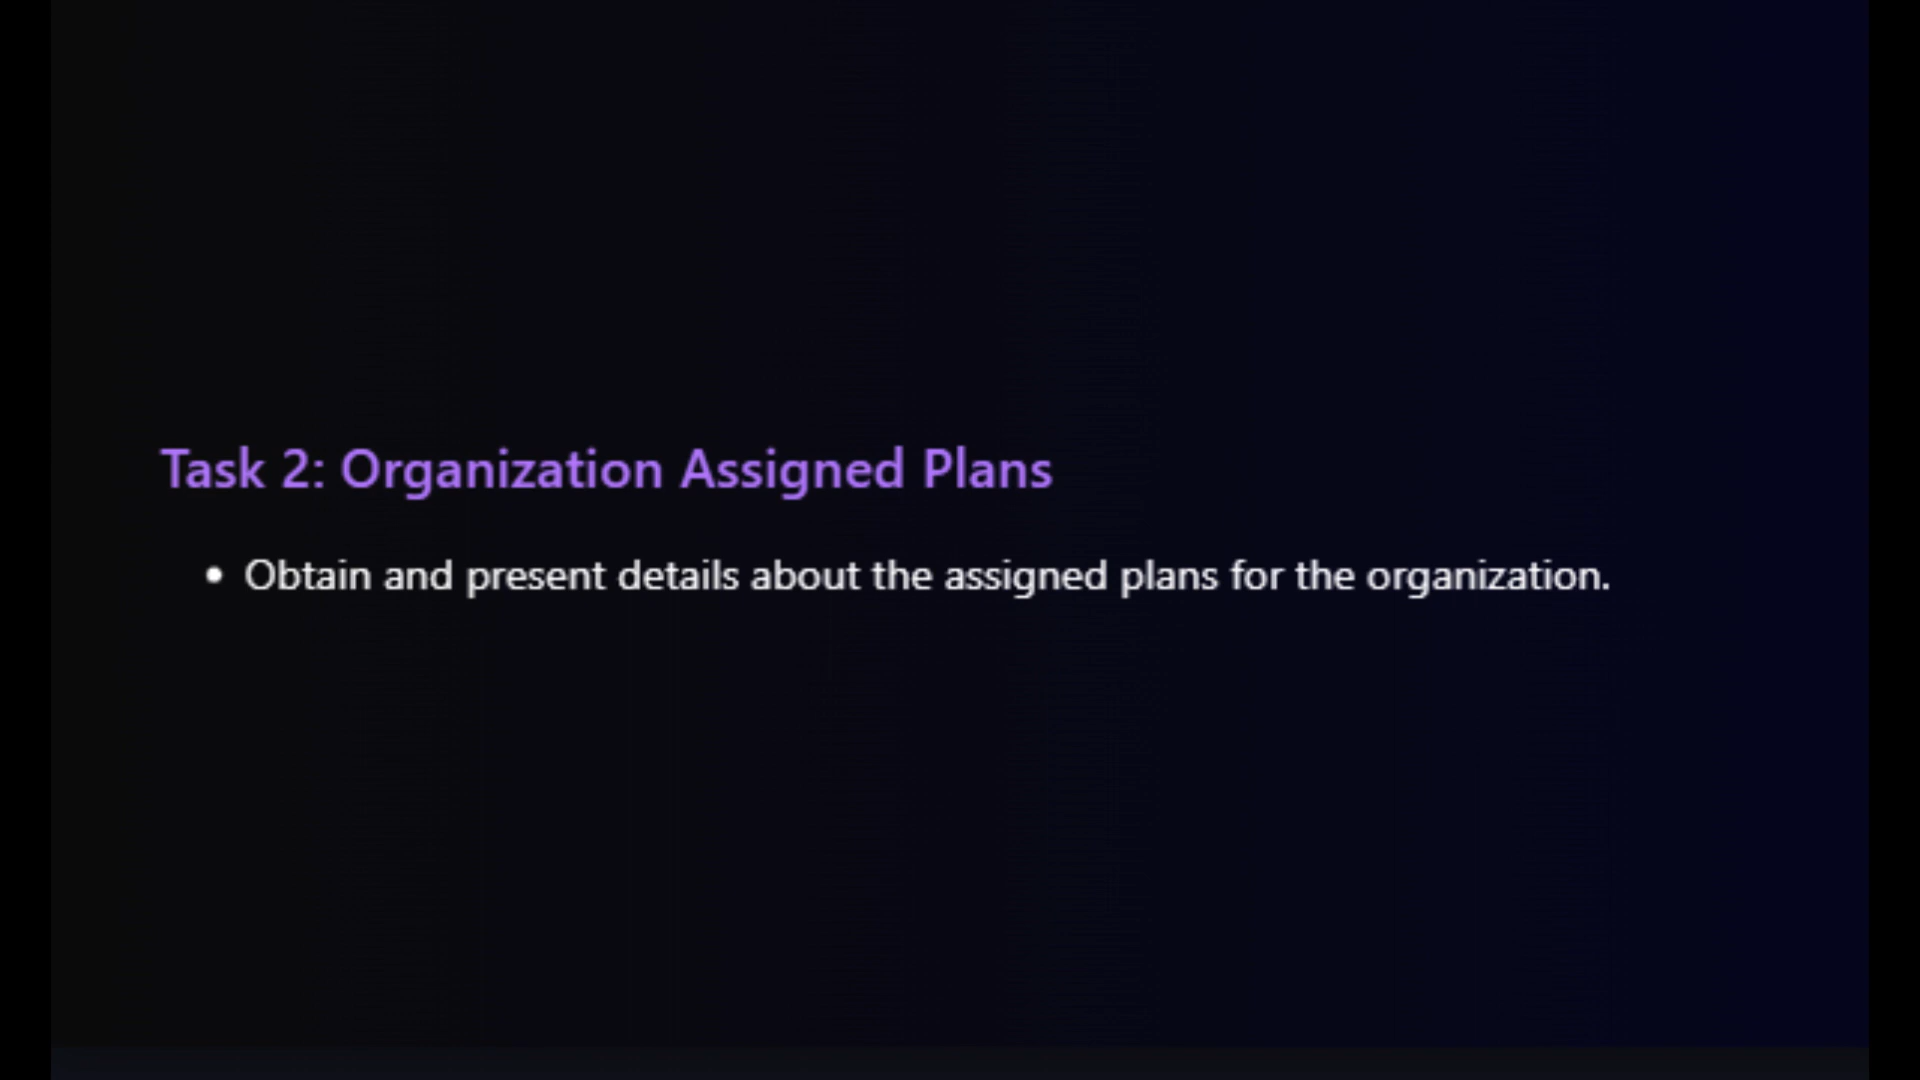 Task 2: Organization Assigned Plans
• Obtain and present details about the assigned plans for the organization.